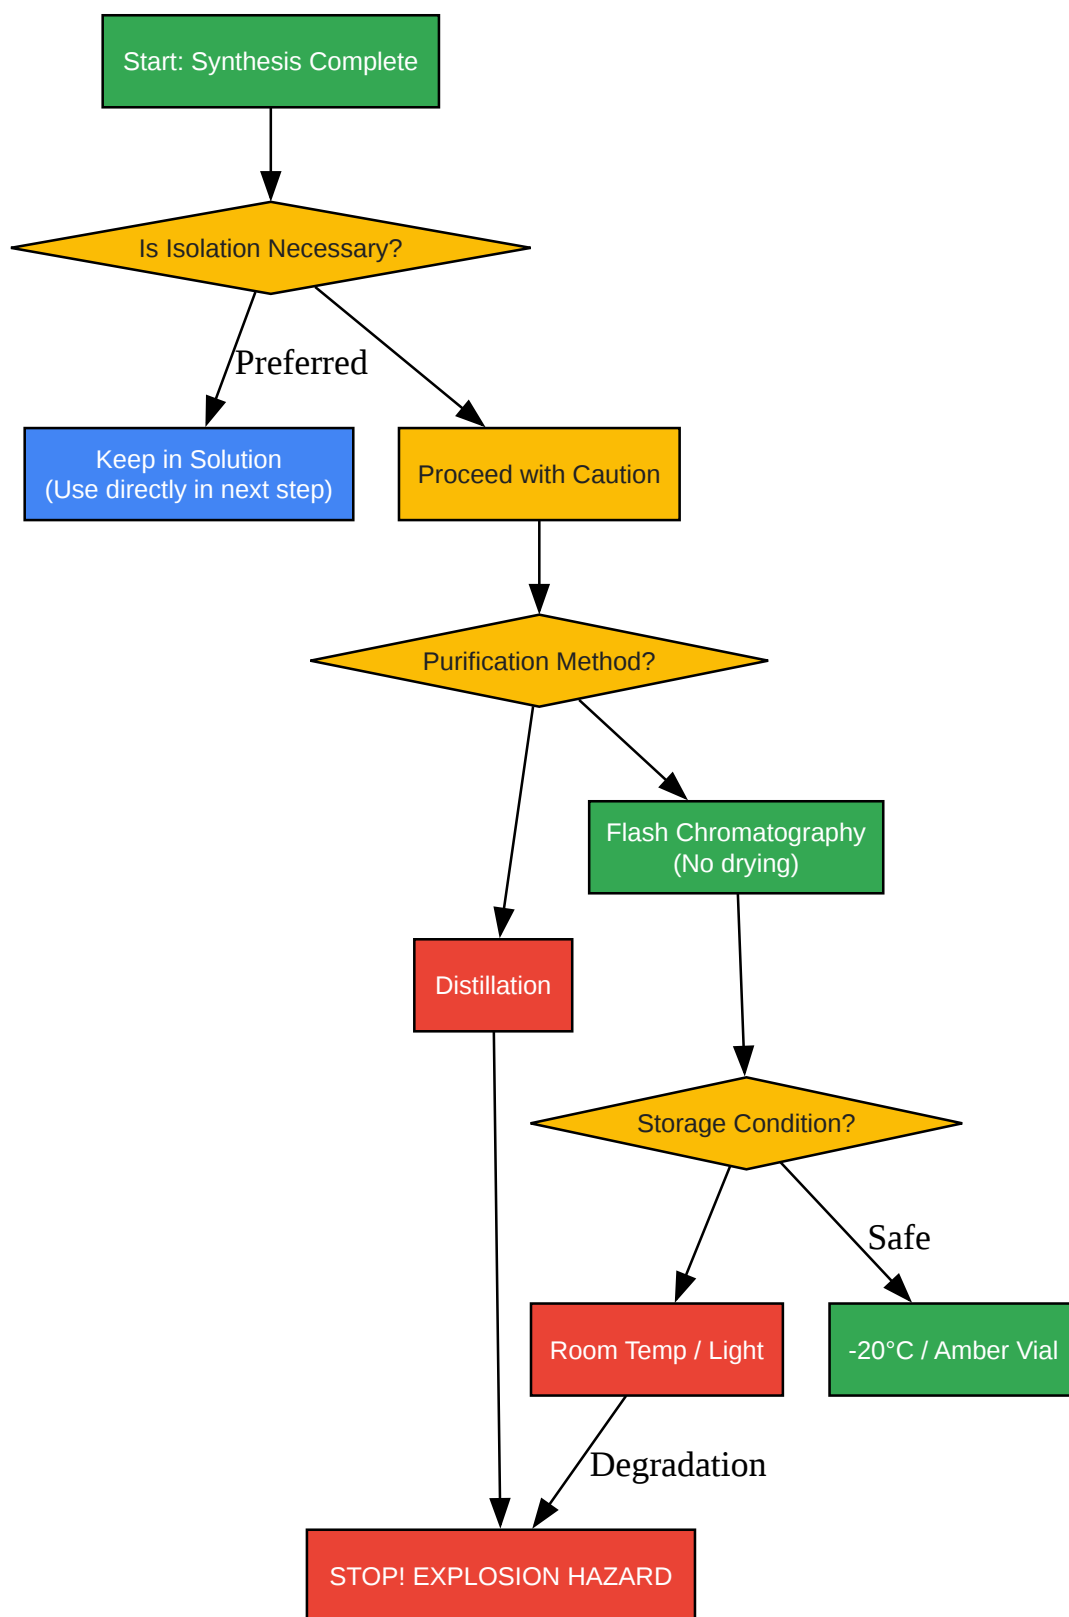 Start: Synthesis Complete
Is Isolation Necessary?
Preferred
Keep in Solution
(Use directly in next step)
Proceed with Caution
Purification Method?
Flash Chromatography
(No drying)
Distillation
Storage Condition?
Safe
Room Temp / Light
-20°C / Amber Vial
Degradation
STOP! EXPLOSION HAZARD